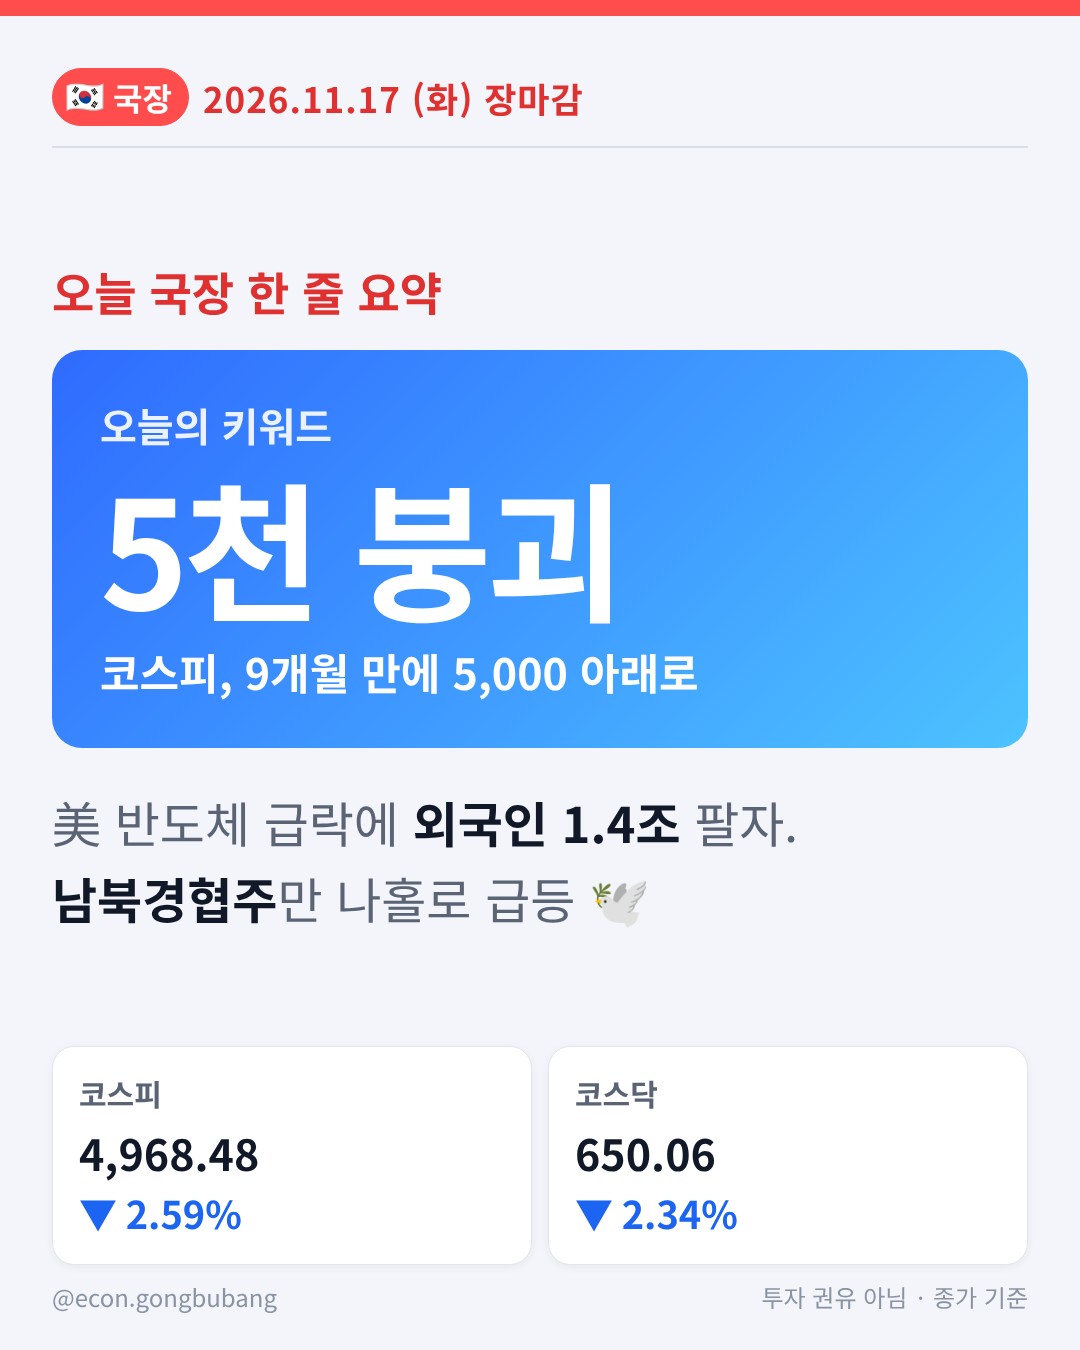 🇰🇷 국장 2026.11.17 (화) 장마감
오늘 국장 한 줄 요약
오늘의 키워드
5천 붕괴
코스피, 9개월 만에 5,000 아래로
美 반도체 급락에 외국인 1.4조 팔자.
남북경협주만 나홀로 급등 🕊️
코스피
4,968.48
▼ 2.59%
코스닥
650.06
▼ 2.34%
@econ.gongbubang
투자 권유 아님 · 종가 기준